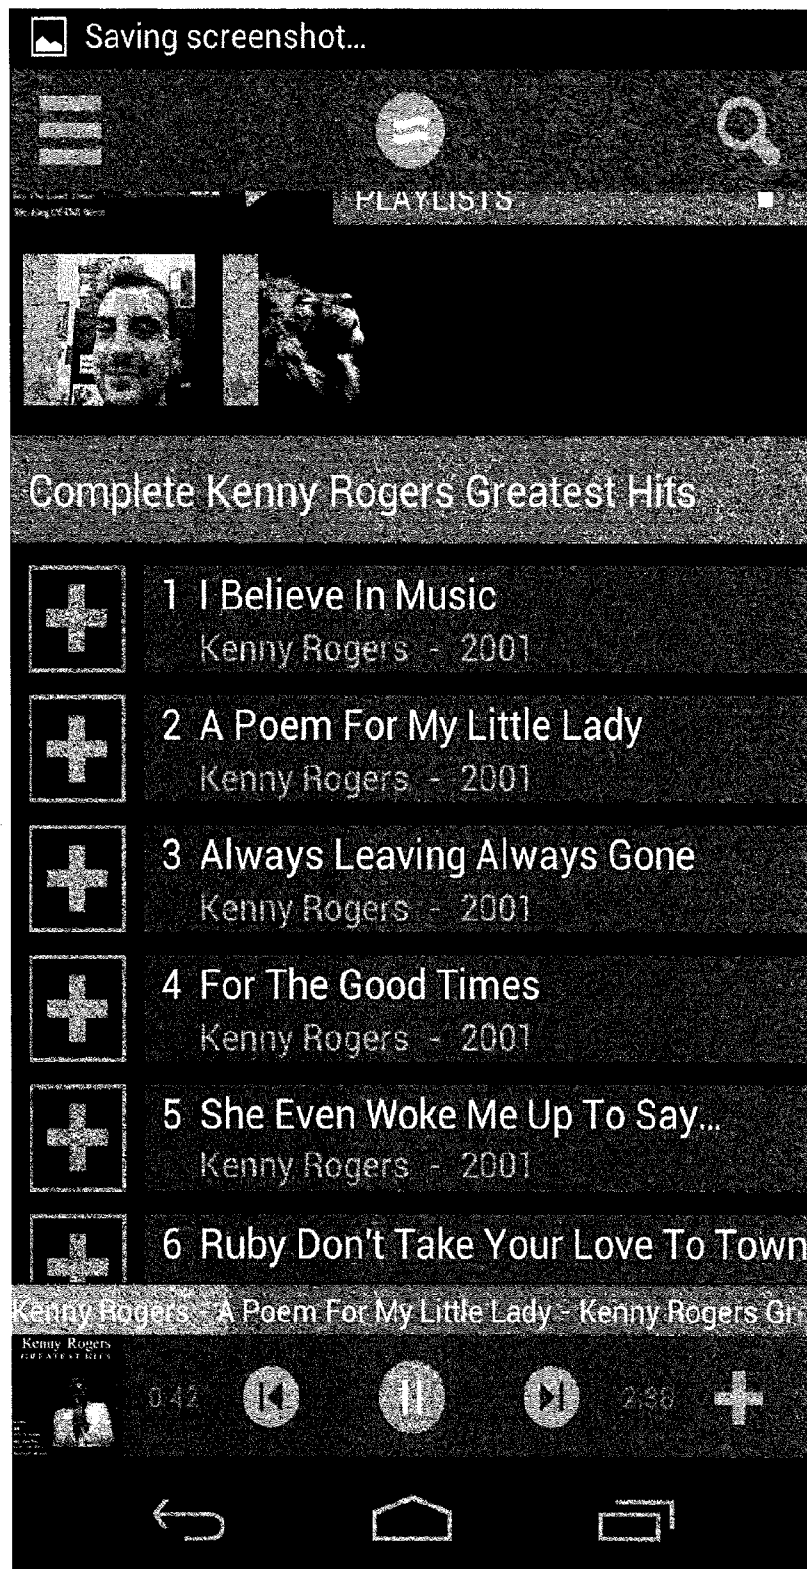 Saving screenshot...
PLAYLISTS
Complete Kenny Rogers Greatest Hits
1 I Believe In Music
Kenny Rogers - 2001
2 A Poem For My Little Lady
Kenny Rogers - 2001
3 Always Leaving Always Gone
Kenny Rogers - 2001
4 For The Good Times
Kenny Rogers - 2001
5 She Even Woke Me Up To Say...
Kenny Rogers - 2001
6 Ruby Don't Take Your Love To Town
Kenny Rogers - A Poem For My Little Lady - Kenny Rogers Gr
Kenny Rogers
GREATEST HITS
0:42 2:38